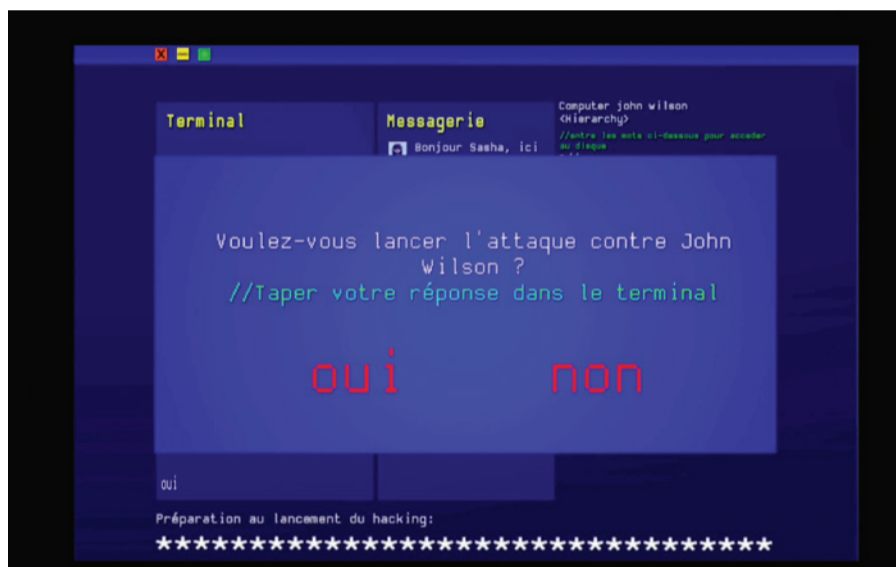 Terminal
Messagerie
Bonjour Sasha, ici
Computer john wilson
<Hierarchy>
//entre les mots ci-dessous pour acceder
au disque
Voulez-vous lancer l'attaque contre John
Wilson ?
//Taper votre réponse dans le terminal
oui non
oui
Préparation au lancement du hacking:
*********************************